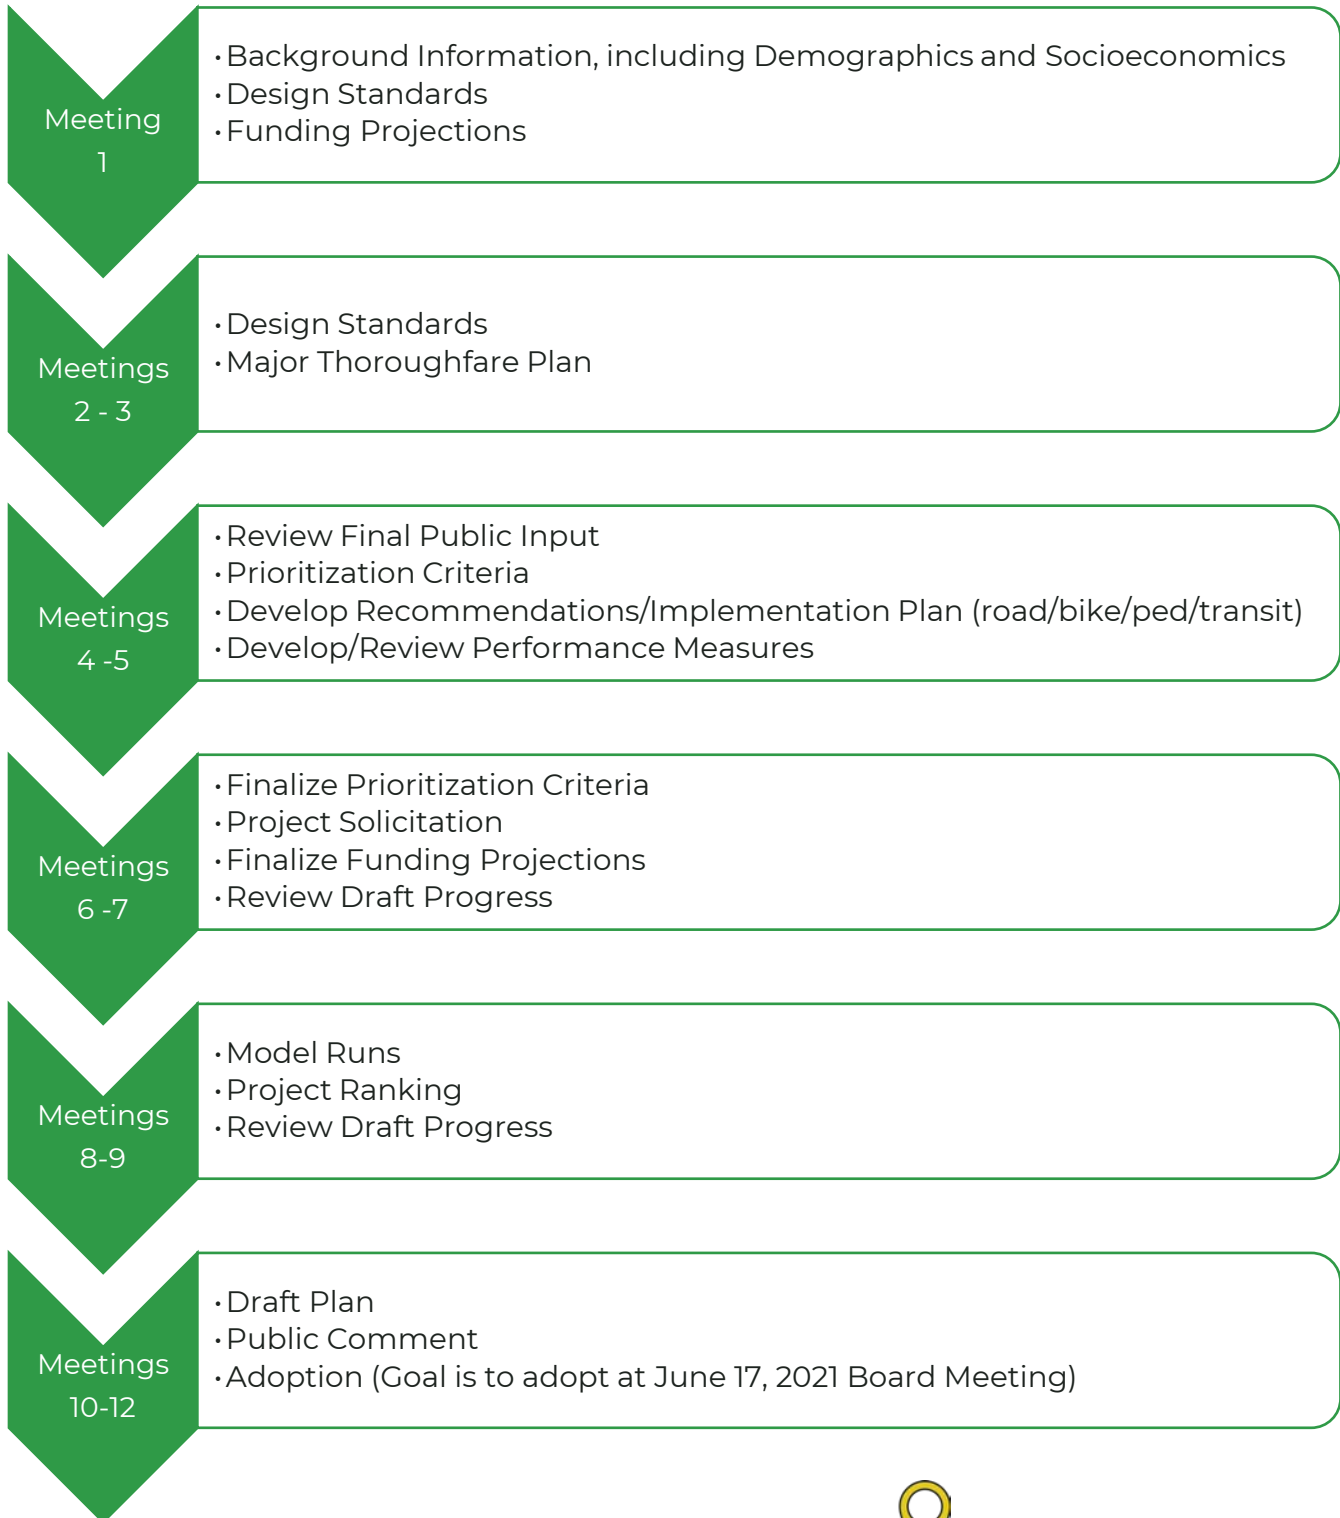 Meeting
1
·Background Information, including Demographics and Socioeconomics
·Design Standards
·Funding Projections
Meetings
2 - 3
·Design Standards
·Major Thoroughfare Plan
Meetings
4 -5
·Review Final Public Input
·Prioritization Criteria
·Develop Recommendations/Implementation Plan (road/bike/ped/transit)
·Develop/Review Performance Measures
Meetings
6 -7
·Finalize Prioritization Criteria
·Project Solicitation
·Finalize Funding Projections
·Review Draft Progress
Meetings
8-9
·Model Runs
·Project Ranking
·Review Draft Progress
Meetings
10-12
·Draft Plan
·Public Comment
·Adoption (Goal is to adopt at June 17, 2021 Board Meeting)